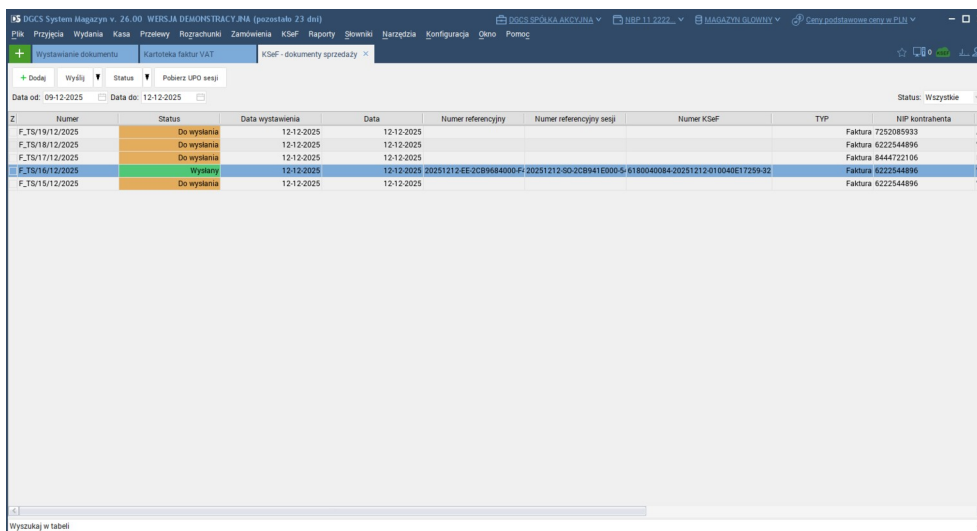 DGCS System Magazyn v. 26.00 WERSJA DEMONSTRACYJNA (pozostało 23 dni) DGCS SPÓŁKA AKCYJNA NBP 11 2222... MAGAZYN GŁÓWNY Ceny podstawowe ceny w PLN
Plik Przyjęcia Wydania Kasa Przelewy Rozrachunki Zamówienia KSeF Raporty Słowniki Narzędzia Konfiguracja Okno Pomoc
+ Wystawianie dokumentu Kartoteka faktur VAT KSeF - dokumenty sprzedaży × 0
+ Dodaj Wyślij Status Pobierz UPO sesji
Data od: 09-12-2025 Data do: 12-12-2025 Status: Wszystkie
Z Numer Status Data wystawienia Data Numer referencyjny Numer referencyjny sesji Numer KSeF TYP NIP kontrahenta
F_TS/19/12/2025 Do wysłania 12-12-2025 12-12-2025 Faktura 7252085933
F_TS/18/12/2025 Do wysłania 12-12-2025 12-12-2025 Faktura 6222544896
F_TS/17/12/2025 Do wysłania 12-12-2025 12-12-2025 Faktura 8444722106
F_TS/16/12/2025 Wysłany 12-12-2025 12-12-2025 20251212-EE-2CB9684000-F4 20251212-SO-2CB941E000-5 6180040084-20251212-010040E17259-32 Faktura 6222544896
F_TS/15/12/2025 Do wysłania 12-12-2025 12-12-2025 Faktura 6222544896
Wyszukaj w tabeli